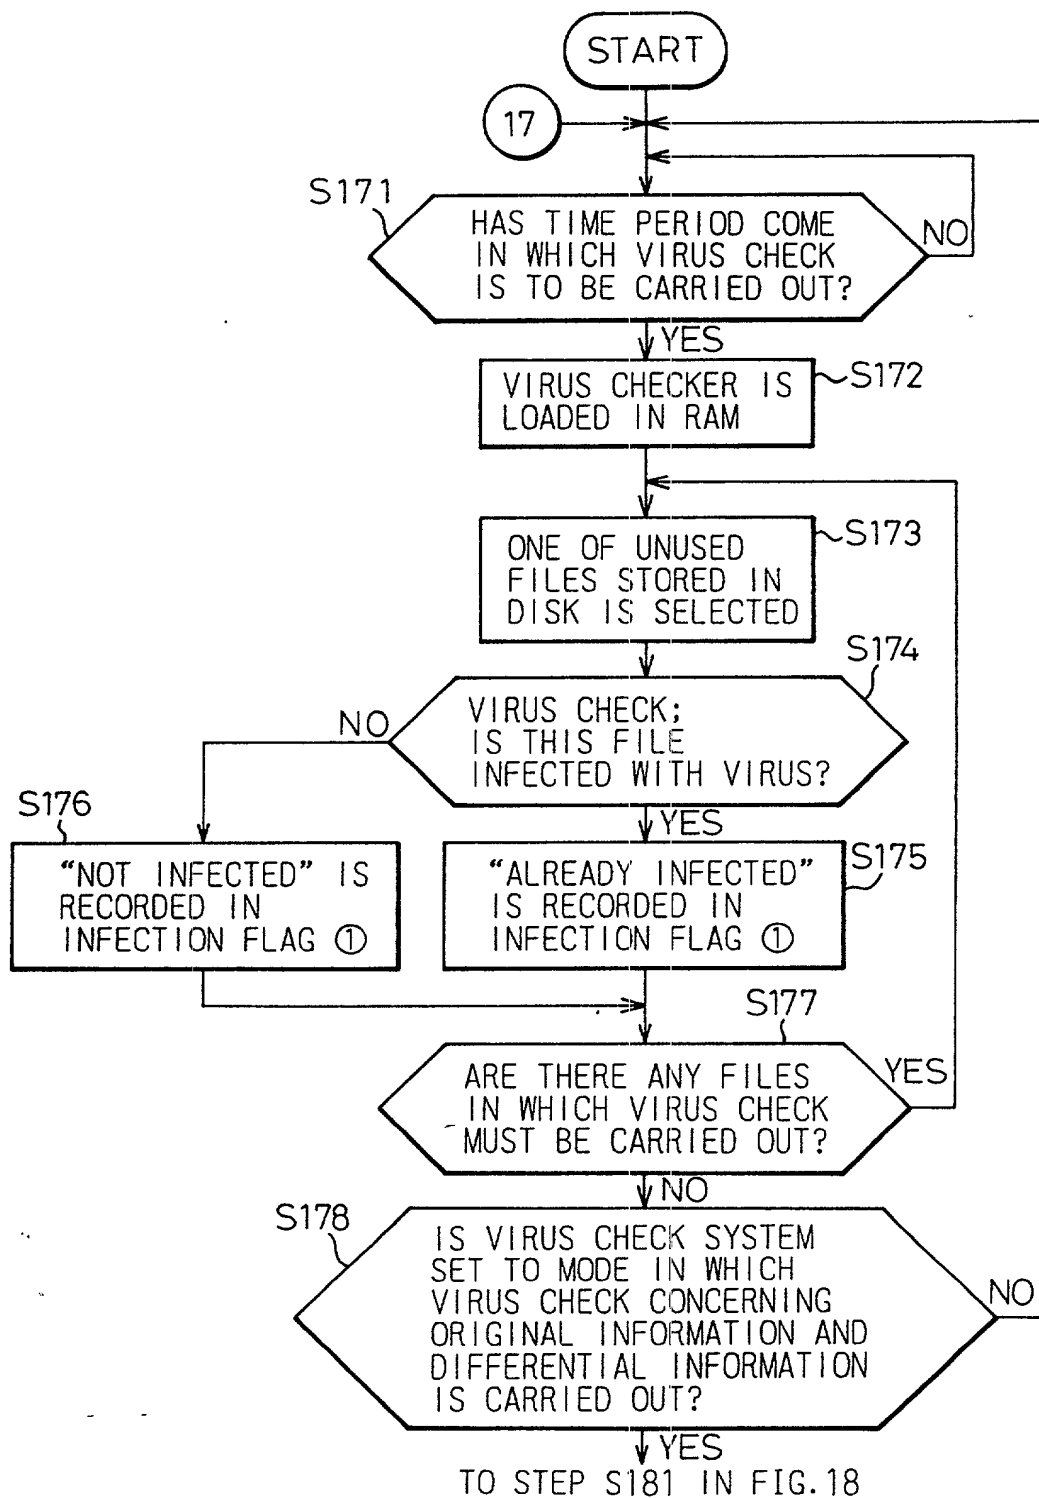 START
17
S171
HAS TIME PERIOD COME
IN WHICH VIRUS CHECK
IS TO BE CARRIED OUT?
NO
YES
VIRUS CHECKER IS
LOADED IN RAM
S172
ONE OF UNUSED
FILES STORED IN
DISK IS SELECTED
S173
S174
VIRUS CHECK;
IS THIS FILE
INFECTED WITH VIRUS?
NO
YES
S176
"NOT INFECTED" IS
RECORDED IN
INFECTION FLAG ①
S175
"ALREADY INFECTED"
IS RECORDED IN
INFECTION FLAG ①
S177
ARE THERE ANY FILES
IN WHICH VIRUS CHECK
MUST BE CARRIED OUT?
YES
NO
S178
IS VIRUS CHECK SYSTEM
SET TO MODE IN WHICH
VIRUS CHECK CONCERNING
ORIGINAL INFORMATION AND
DIFFERENTIAL INFORMATION
IS CARRIED OUT?
NO
YES
TO STEP S181 IN FIG.18